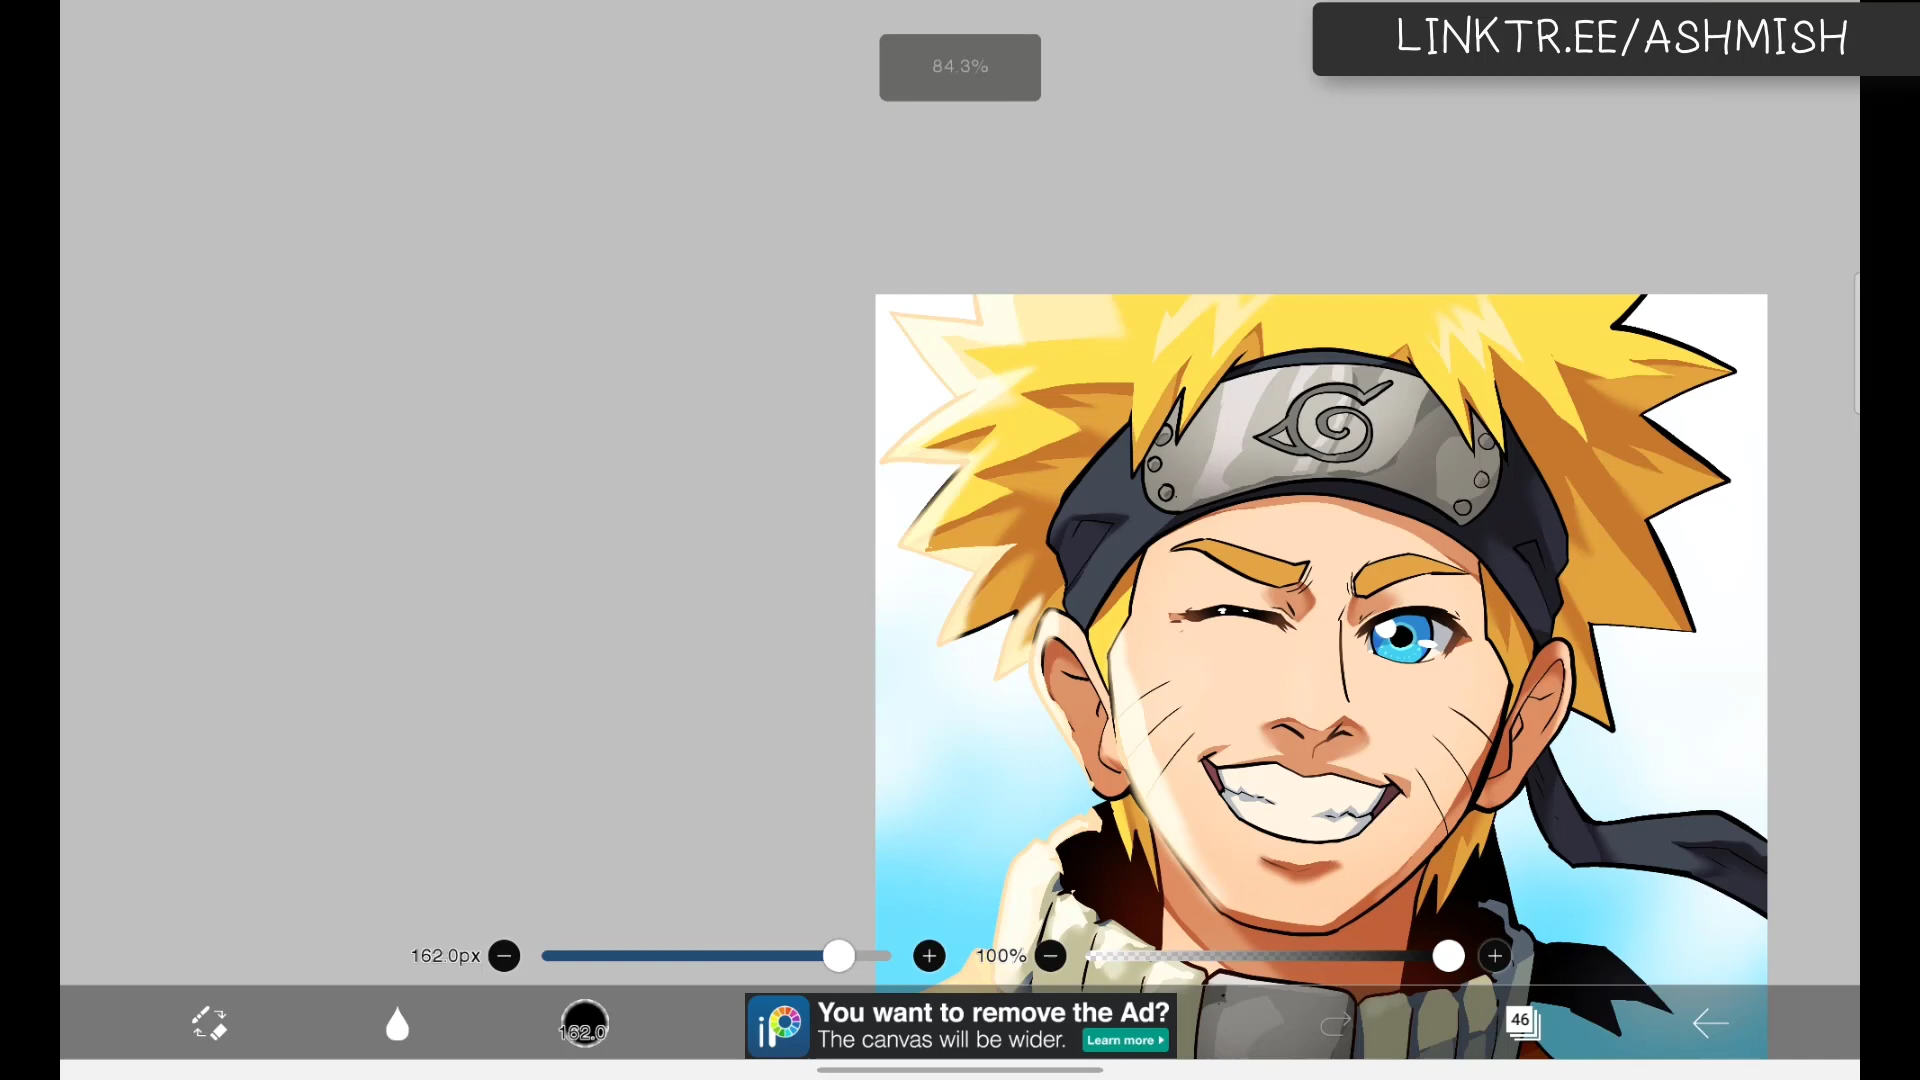 LINKTR.EE/ASHMISH
84.3%
162.0px
100%
162.0
iP
You want to remove the Ad?
The canvas will be wider.
Learn more
46